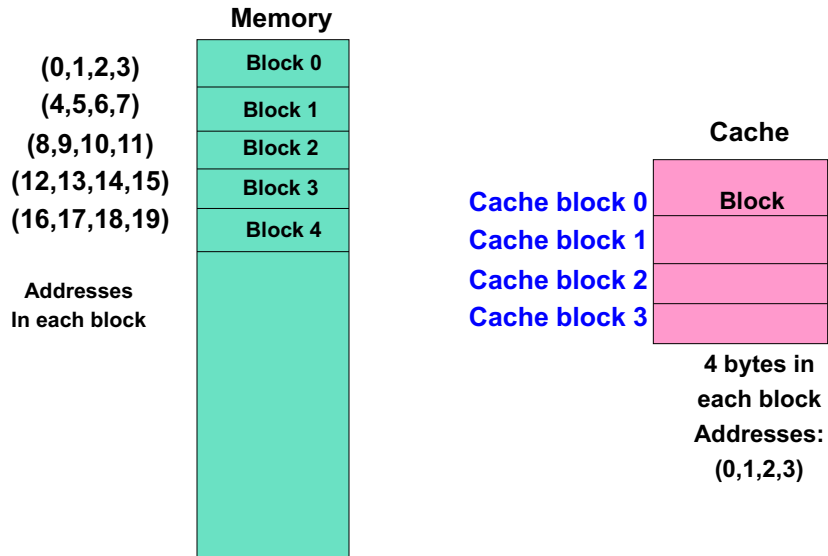 Memory
(0,1,2,3)
Block 0
(4,5,6,7)
Block 1
(8,9,10,11)
Block 2
(12,13,14,15)
Block 3
(16,17,18,19)
Block 4
Addresses
In each block
Cache
Cache block 0
Block
Cache block 1
Cache block 2
Cache block 3
4 bytes in
each block
Addresses:
(0,1,2,3)